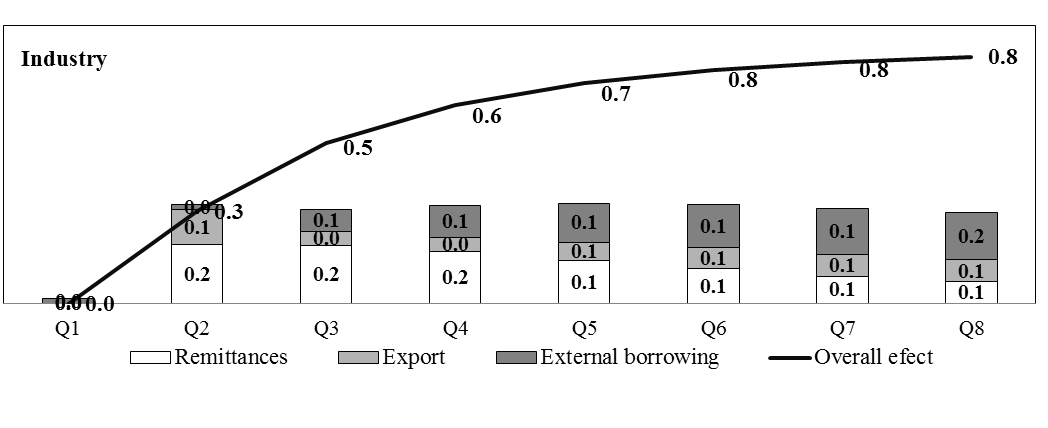 Industry
0.8
0.8
0.8
0.7
0.6
0.5
0.0 0.3
0.1 0.1 0.1 0.1 0.1 0.1 0.2
0.0 0.0 0.1 0.1 0.1 0.1
0.2 0.2 0.2 0.1 0.1 0.1 0.1
0.0 0.0
Q1 Q2 Q3 Q4 Q5 Q6 Q7 Q8
Remittances Export External borrowing Overall efect